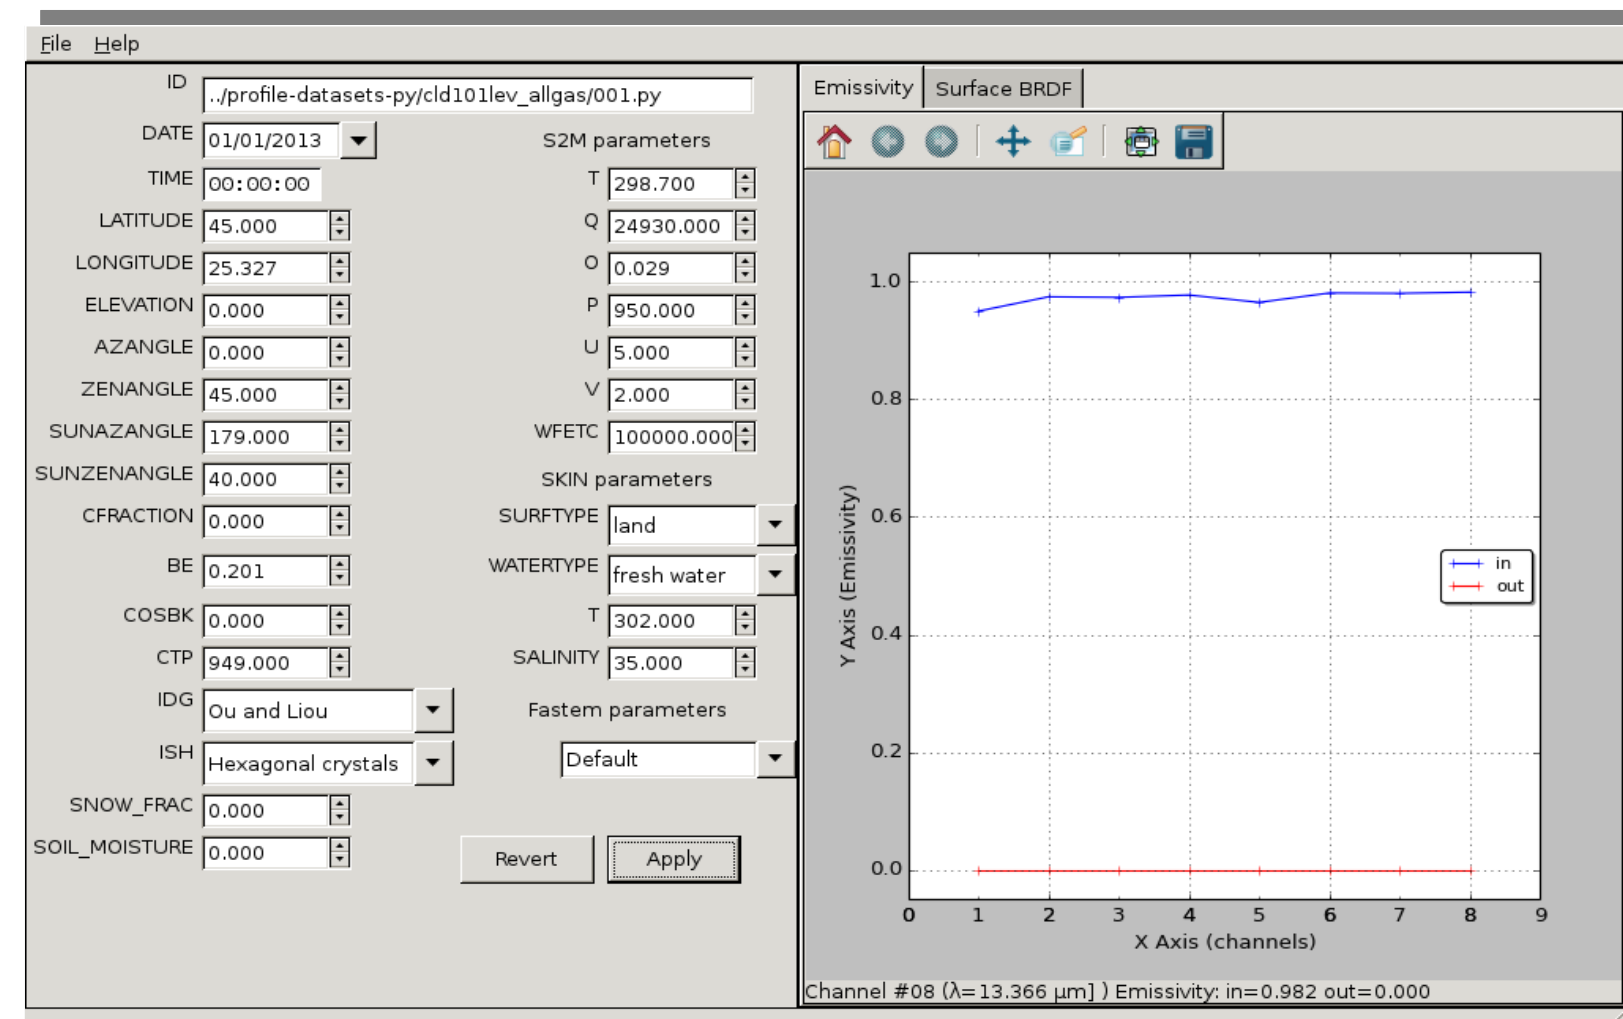 File Help
ID ../profile-datasets-py/cld101lev_allgas/001.py
DATE 01/01/2013
TIME 00:00:00
LATITUDE 45.000
LONGITUDE 25.327
ELEVATION 0.000
AZANGLE 0.000
ZENANGLE 45.000
SUNAZANGLE 179.000
SUNZENANGLE 40.000
CFRACTION 0.000
BE 0.201
COSBK 0.000
CTP 949.000
IDG Ou and Liou
ISH Hexagonal crystals
SNOW_FRAC 0.000
SOIL_MOISTURE 0.000
S2M parameters
T 298.700
Q 24930.000
O 0.029
P 950.000
U 5.000
V 2.000
WFETC 100000.000
SKIN parameters
SURFTYPE land
WATERTYPE fresh water
T 302.000
SALINITY 35.000
Fastem parameters
Default
Revert Apply
Emissivity Surface BRDF
1.0
0.8
0.6
0.4
0.2
0.0
Y Axis (Emissivity)
in
out
0 1 2 3 4 5 6 7 8 9
X Axis (channels)
Channel #08 (λ=13.366 µm] ) Emissivity: in=0.982 out=0.000